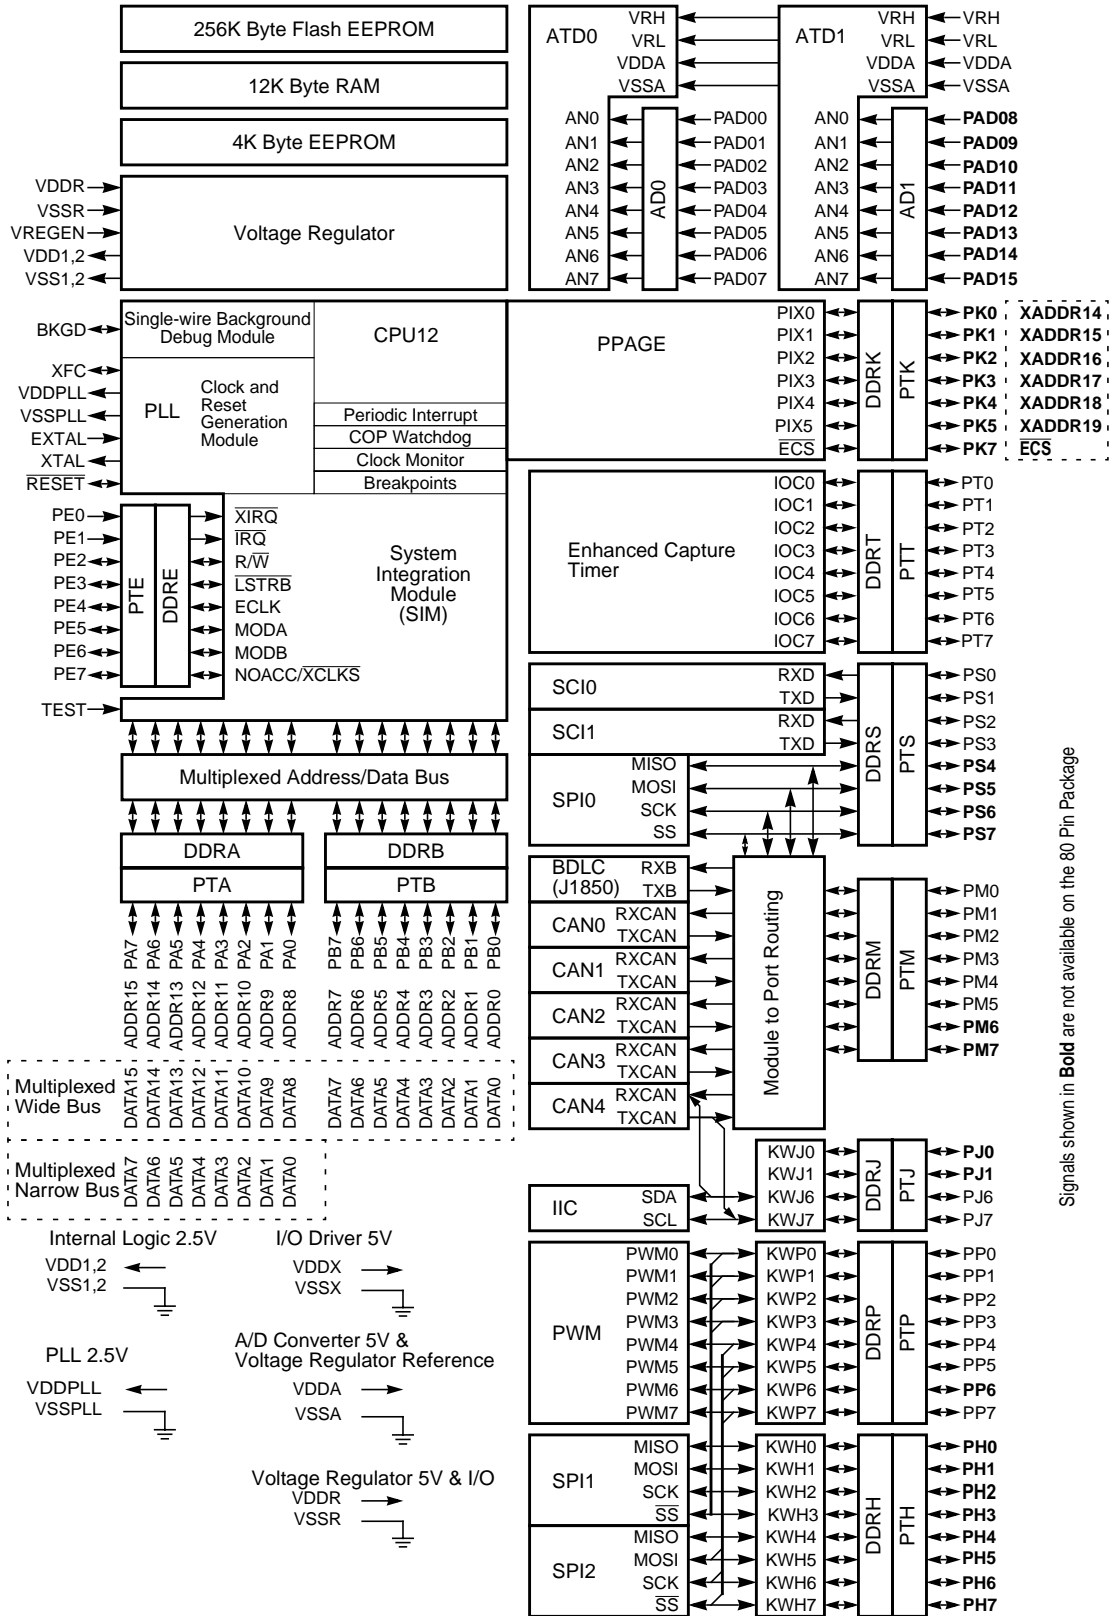 256K Byte Flash EEPROM
12K Byte RAM
4K Byte EEPROM
VDDR
VSSR
VREGEN
VDD1,2
VSS1,2
Voltage Regulator
ATD0
VRH
VRL
VDDA
VSSA
AN0
AN1
AN2
AN3
AN4
AN5
AN6
AN7
AD0
PAD00
PAD01
PAD02
PAD03
PAD04
PAD05
PAD06
PAD07
ATD1
VRH
VRL
VDDA
VSSA
VRH
VRL
VDDA
VSSA
AN0
AN1
AN2
AN3
AN4
AN5
AN6
AN7
AD1
PAD08
PAD09
PAD10
PAD11
PAD12
PAD13
PAD14
PAD15
BKGD
XFC
VDDPLL
VSSPLL
EXTAL
XTAL
RESET
Single-wire Background
Debug Module
CPU12
PLL
Clock and
Reset
Generation
Module
Periodic Interrupt
COP Watchdog
Clock Monitor
Breakpoints
PPAGE
PIX0
PIX1
PIX2
PIX3
PIX4
PIX5
ECS
DDRK
PTK
PK0 XADDR14
PK1 XADDR15
PK2 XADDR16
PK3 XADDR17
PK4 XADDR18
PK5 XADDR19
PK7 ECS
PE0
PE1
PE2
PE3
PE4
PE5
PE6
PE7
TEST
PTE
DDRE
XIRQ
IRQ
R/W
LSTRB
ECLK
MODA
MODB
NOACC/XCLKS
System
Integration
Module
(SIM)
Enhanced Capture
Timer
IOC0
IOC1
IOC2
IOC3
IOC4
IOC5
IOC6
IOC7
DDRT
PTT
PT0
PT1
PT2
PT3
PT4
PT5
PT6
PT7
SCI0
RXD
TXD
SCI1
RXD
TXD
SPI0
MISO
MOSI
SCK
SS
DDRS
PTS
PS0
PS1
PS2
PS3
PS4
PS5
PS6
PS7
Multiplexed Address/Data Bus
DDRA
PTA
DDRB
PTB
PA7
PA6
PA5
PA4
PA3
PA2
PA1
PA0
PB7
PB6
PB5
PB4
PB3
PB2
PB1
PB0
ADDR15
ADDR14
ADDR13
ADDR12
ADDR11
ADDR10
ADDR9
ADDR8
ADDR7
ADDR6
ADDR5
ADDR4
ADDR3
ADDR2
ADDR1
ADDR0
Multiplexed
Wide Bus
DATA15
DATA14
DATA13
DATA12
DATA11
DATA10
DATA9
DATA8
DATA7
DATA6
DATA5
DATA4
DATA3
DATA2
DATA1
DATA0
Multiplexed
Narrow Bus
DATA7
DATA6
DATA5
DATA4
DATA3
DATA2
DATA1
DATA0
BDLC
(J1850)
RXB
TXB
CAN0
RXCAN
TXCAN
CAN1
RXCAN
TXCAN
CAN2
RXCAN
TXCAN
CAN3
RXCAN
TXCAN
CAN4
RXCAN
TXCAN
Module to Port Routing
DDRM
PTM
PM0
PM1
PM2
PM3
PM4
PM5
PM6
PM7
Signals shown in Bold are not available on the 80 Pin Package
IIC
SDA
SCL
KWJ0
KWJ1
KWJ6
KWJ7
DDRJ
PTJ
PJ0
PJ1
PJ6
PJ7
Internal Logic 2.5V
VDD1,2
VSS1,2
I/O Driver 5V
VDDX
VSSX
PLL 2.5V
VDDPLL
VSSPLL
A/D Converter 5V &
Voltage Regulator Reference
VDDA
VSSA
Voltage Regulator 5V & I/O
VDDR
VSSR
PWM
PWM0
PWM1
PWM2
PWM3
PWM4
PWM5
PWM6
PWM7
KWP0
KWP1
KWP2
KWP3
KWP4
KWP5
KWP6
KWP7
DDRP
PTP
PP0
PP1
PP2
PP3
PP4
PP5
PP6
PP7
SPI1
MISO
MOSI
SCK
SS
SPI2
MISO
MOSI
SCK
SS
KWH0
KWH1
KWH2
KWH3
KWH4
KWH5
KWH6
KWH7
DDRH
PTH
PH0
PH1
PH2
PH3
PH4
PH5
PH6
PH7